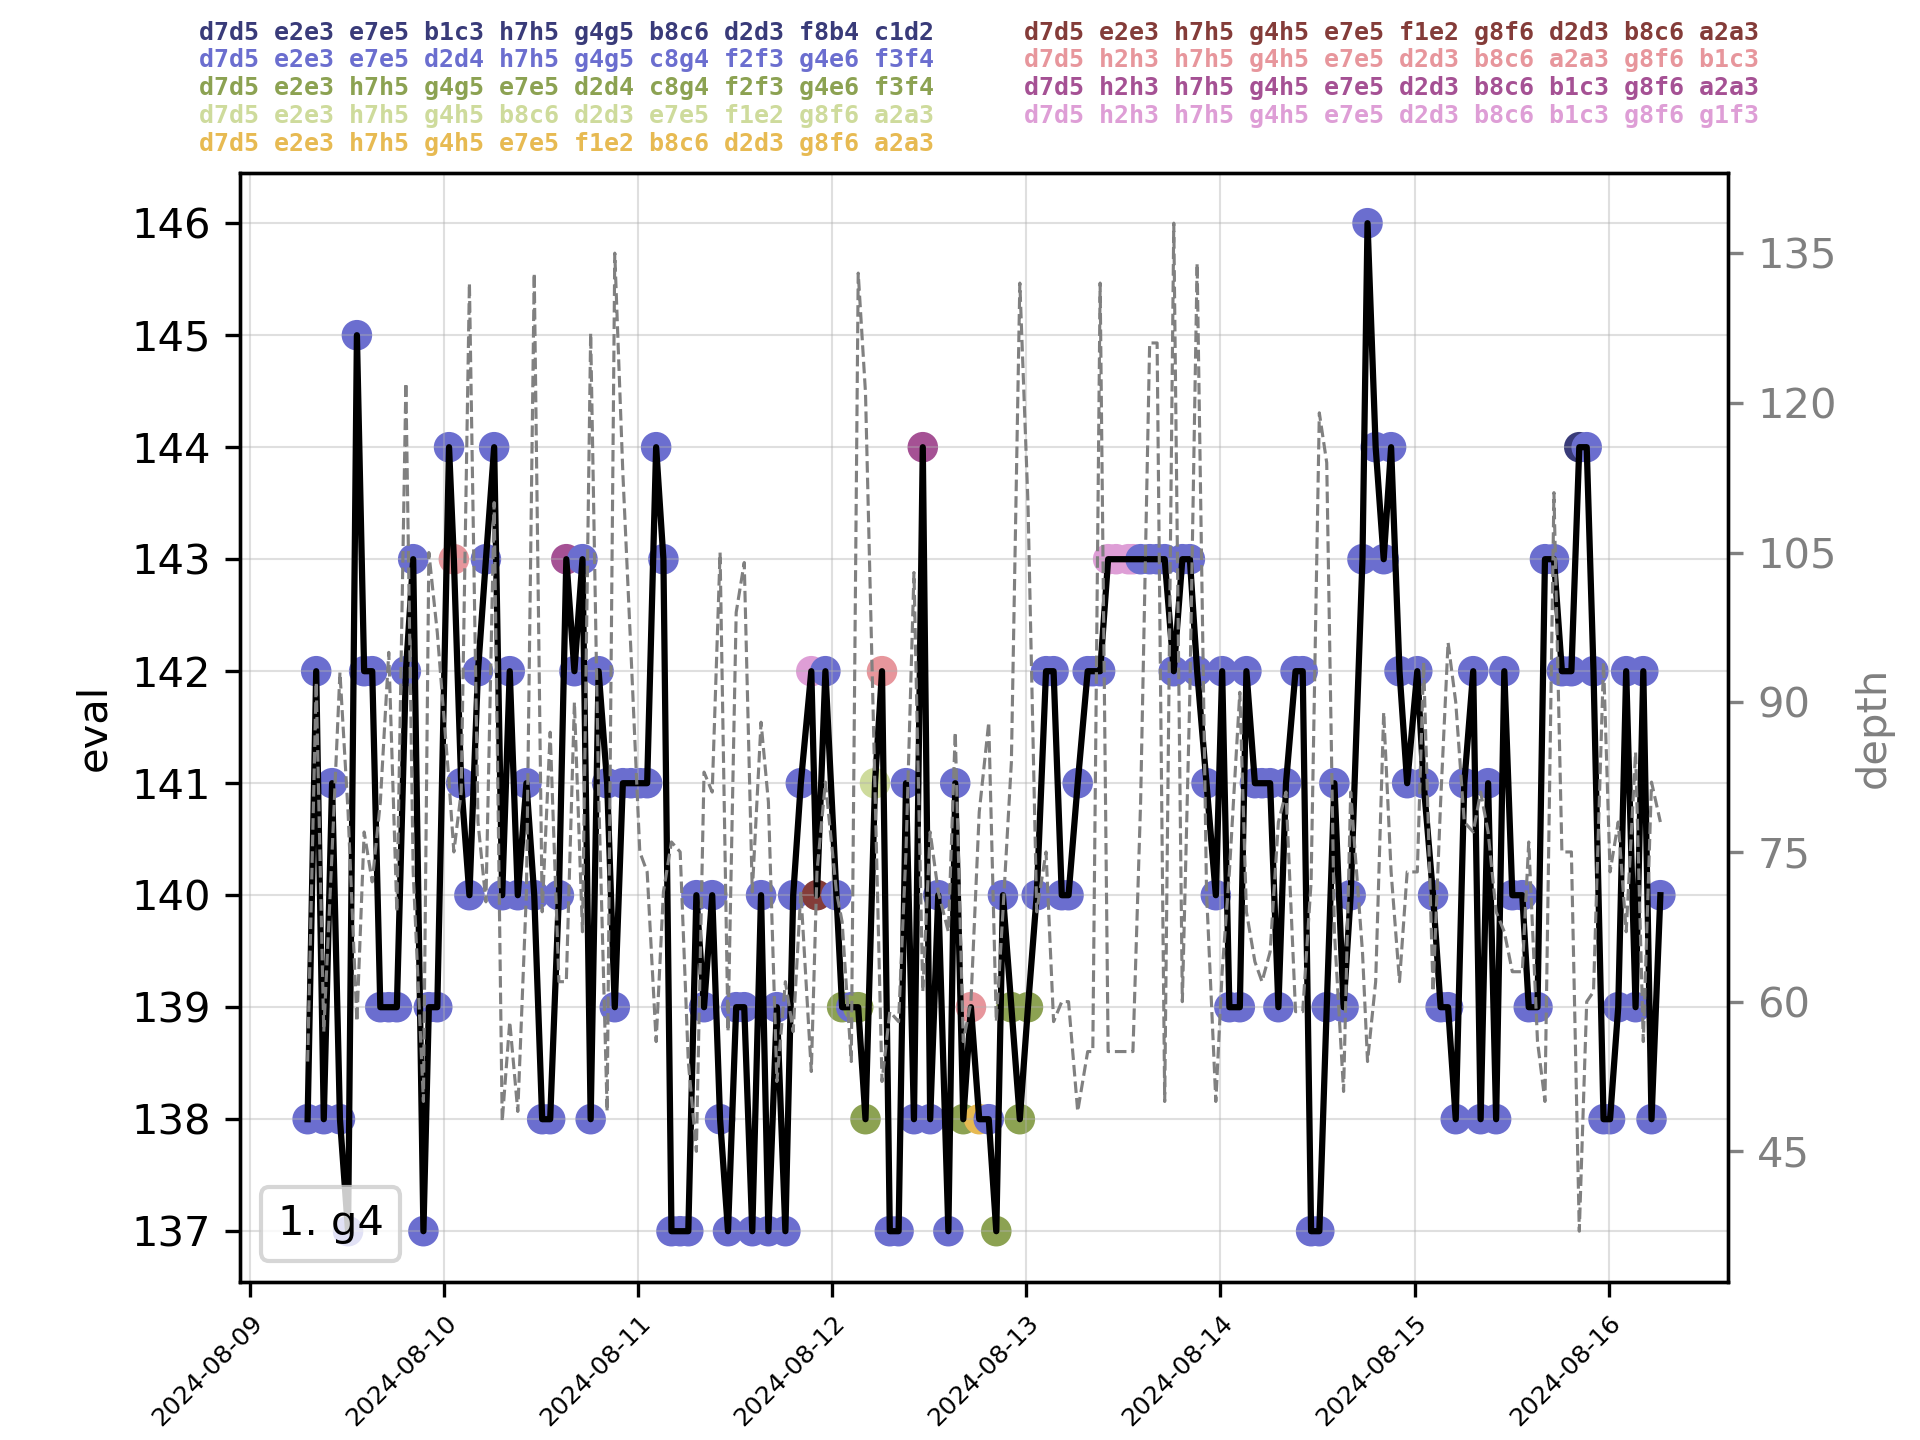 d7d5 e2e3 e7e5 b1c3 h7h5 g4g5 b8c6 d2d3 f8b4 c1d2
d7d5 e2e3 e7e5 d2d4 h7h5 g4g5 c8g4 f2f3 g4e6 f3f4
d7d5 e2e3 h7h5 g4g5 e7e5 d2d4 c8g4 f2f3 g4e6 f3f4
d7d5 e2e3 h7h5 g4h5 b8c6 d2d3 e7e5 f1e2 g8f6 a2a3
d7d5 e2e3 h7h5 g4h5 e7e5 f1e2 b8c6 d2d3 g8f6 a2a3
d7d5 e2e3 h7h5 g4h5 e7e5 f1e2 g8f6 d2d3 b8c6 a2a3
d7d5 h2h3 h7h5 g4h5 e7e5 d2d3 b8c6 a2a3 g8f6 b1c3
d7d5 h2h3 h7h5 g4h5 e7e5 d2d3 b8c6 b1c3 g8f6 a2a3
d7d5 h2h3 h7h5 g4h5 e7e5 d2d3 b8c6 b1c3 g8f6 g1f3
146
145
144
143
142
141
140
139
138
137
eval
135
120
105
90
75
60
45
depth
1. g4
2024-08-09
2024-08-10
2024-08-11
2024-08-12
2024-08-13
2024-08-14
2024-08-15
2024-08-16